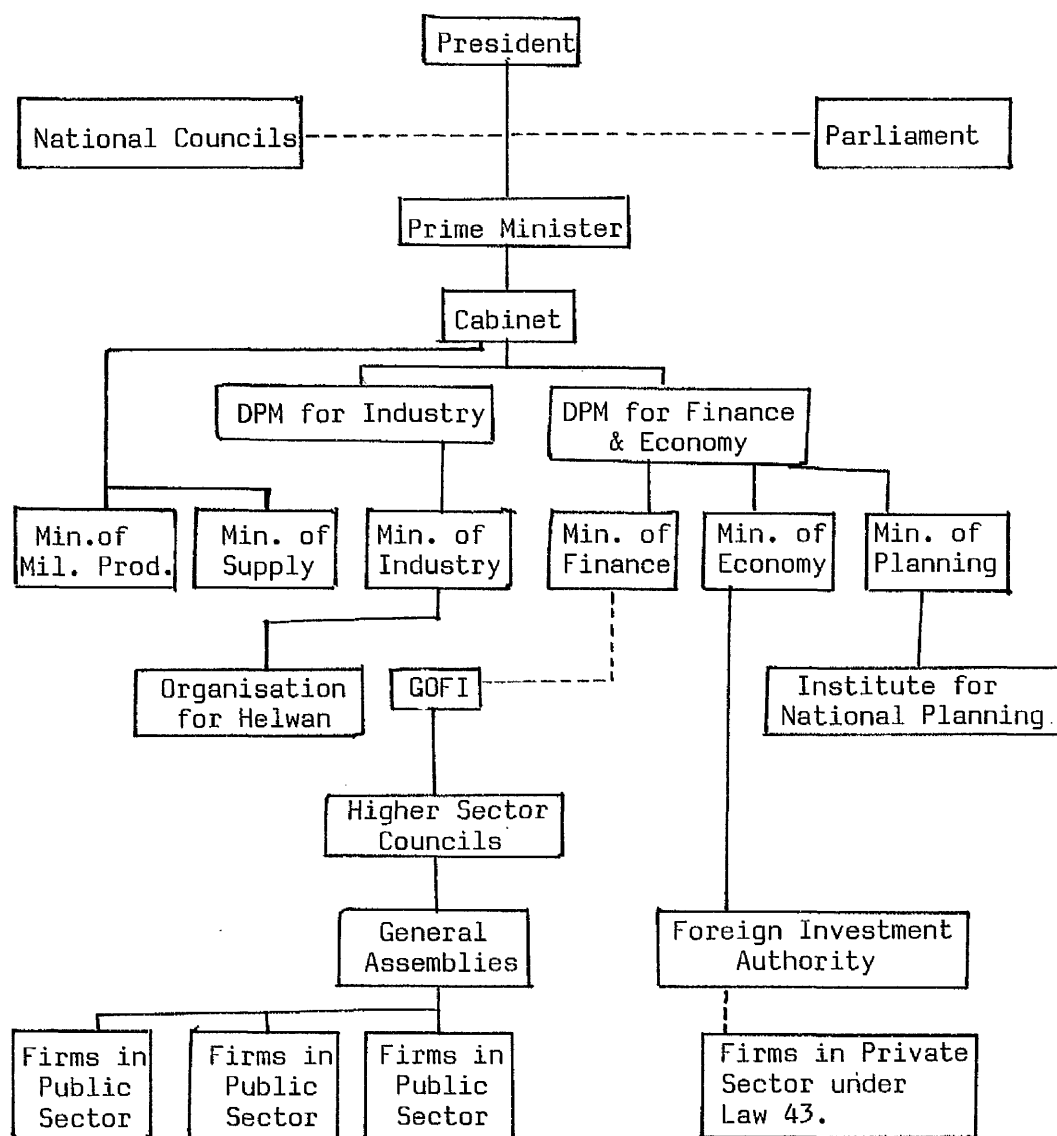 President
National Councils
Parliament
Prime Minister
Cabinet
DPM for Industry
DPM for Finance
& Economy
Min.of
Mil. Prod.
Min. of
Supply
Min. of
Industry
Min. of
Finance
Min. of
Economy
Min. of
Planning
Organisation
for Helwan
GOFI
Institute for
National Planning
Higher Sector
Councils
General
Assemblies
Foreign Investment
Authority
Firms in
Public
Sector
Firms in
Public
Sector
Firms in
Public
Sector
Firms in Private
Sector under
Law 43.